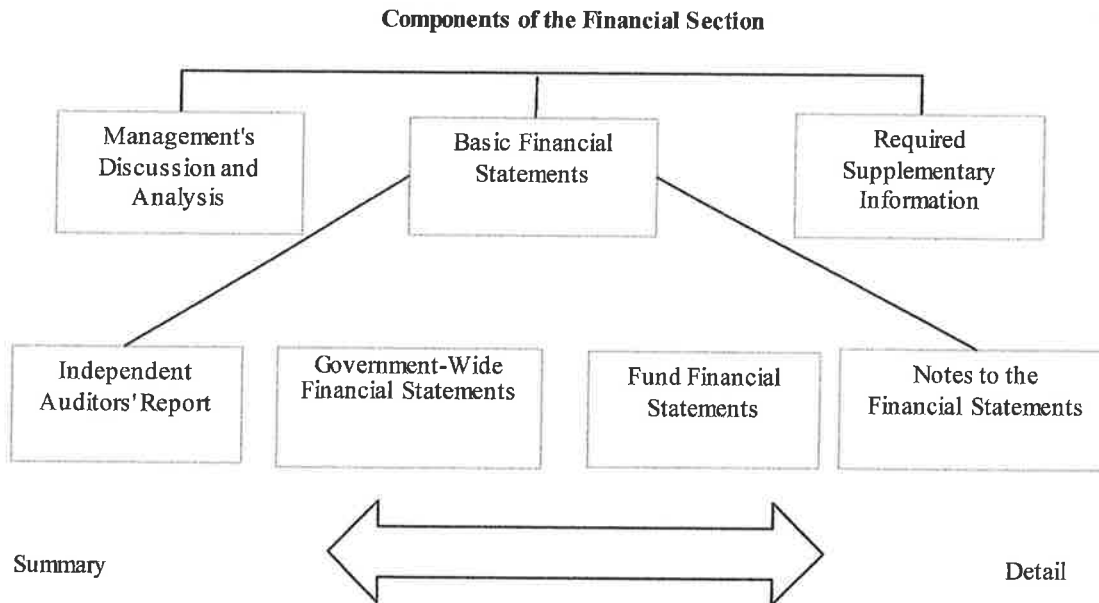 Components of the Financial Section
Management's
Discussion and
Analysis
Basic Financial
Statements
Required
Supplementary
Information
Independent
Auditors' Report
Government-Wide
Financial Statements
Fund Financial
Statements
Notes to the
Financial Statements
Summary
Detail